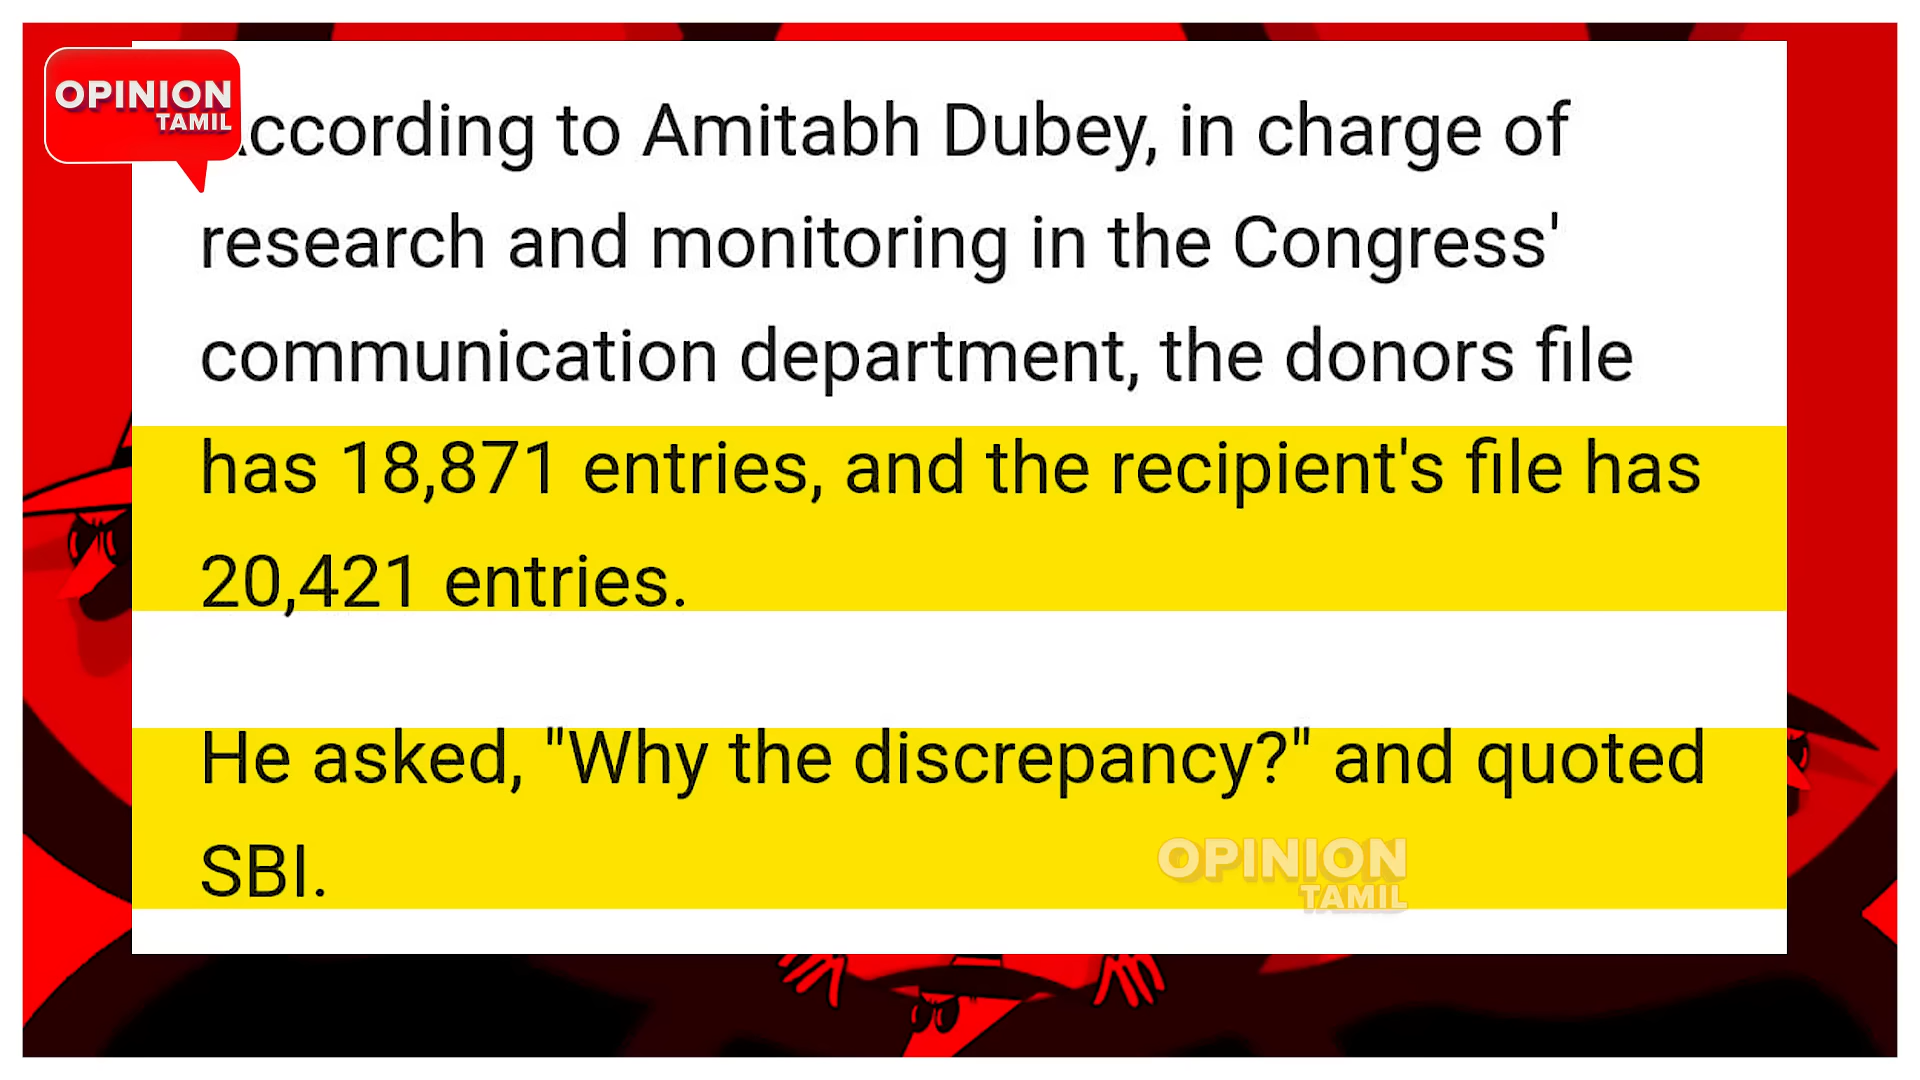 OPINION
TAMIL
According to Amitabh Dubey, in charge of
research and monitoring in the Congress'
communication department, the donors file
has 18,871 entries, and the recipient's file has
20,421 entries.
He asked, "Why the discrepancy?" and quoted
SBI.
OPINION
TAMIL